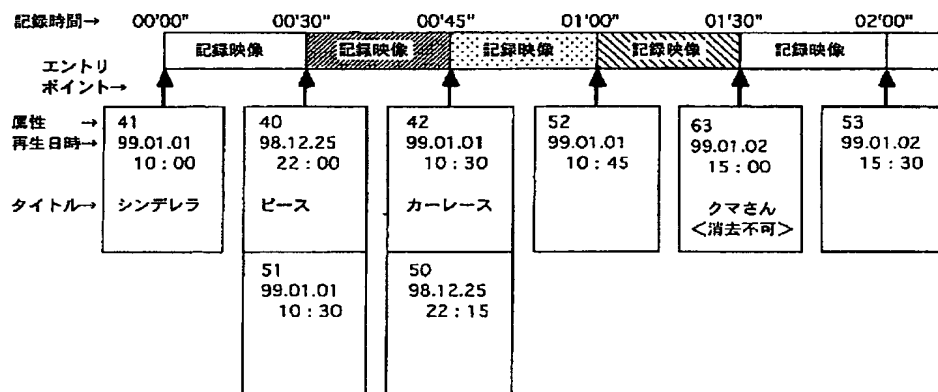 記録時間→ 00'00" 00'30" 00'45" 01'00" 01'30" 02'00"
記録映像 記録映像 記録映像 記録映像 記録映像
エントリ
ポイント→
属性 → 41 40 42 52 63 53
再生日時→ 99.01.01 98.12.25 99.01.01 99.01.01 99.01.02 99.01.02
10:00 22:00 10:30 10:45 15:00 15:30
タイトル→ シンデレラ ピース カーレース クマさん
<消去不可>
51 50
99.01.01 98.12.25
10:30 22:15